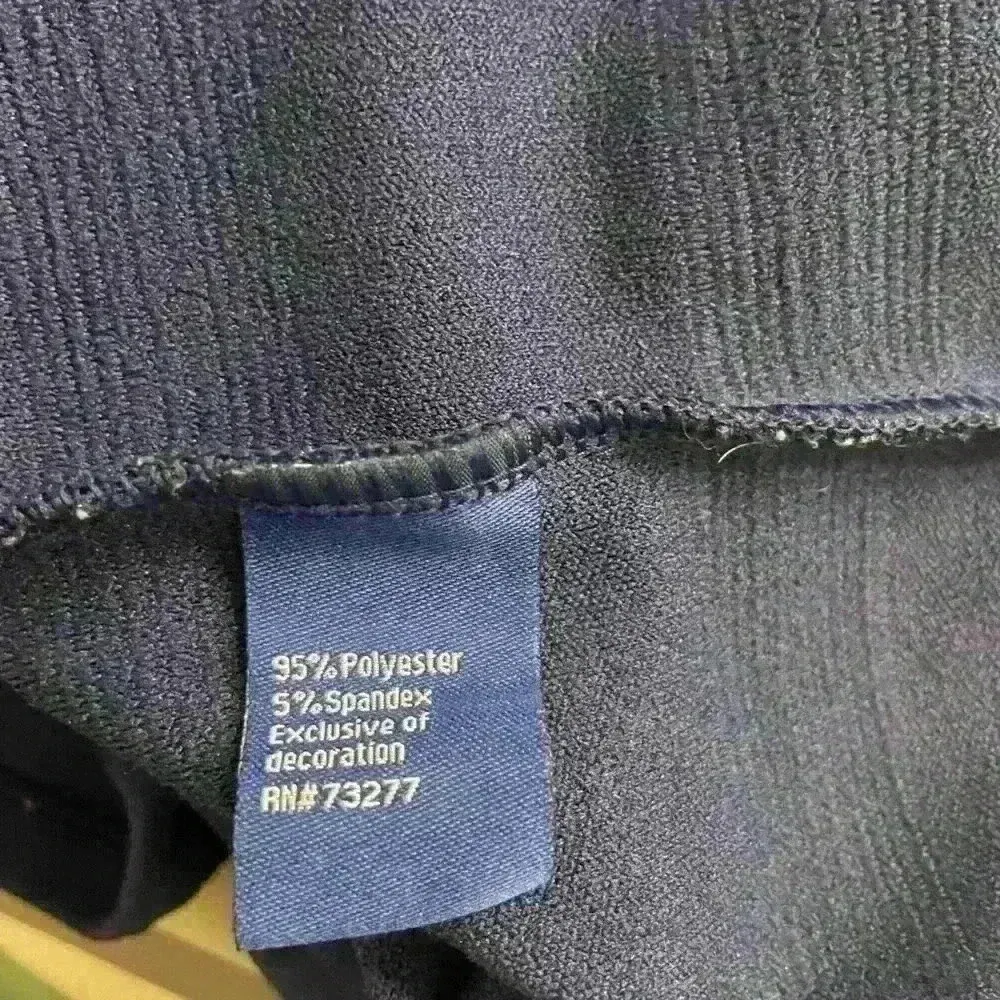 95% Polyester
5% Spandex
Exclusive of
decoration
RN#73277